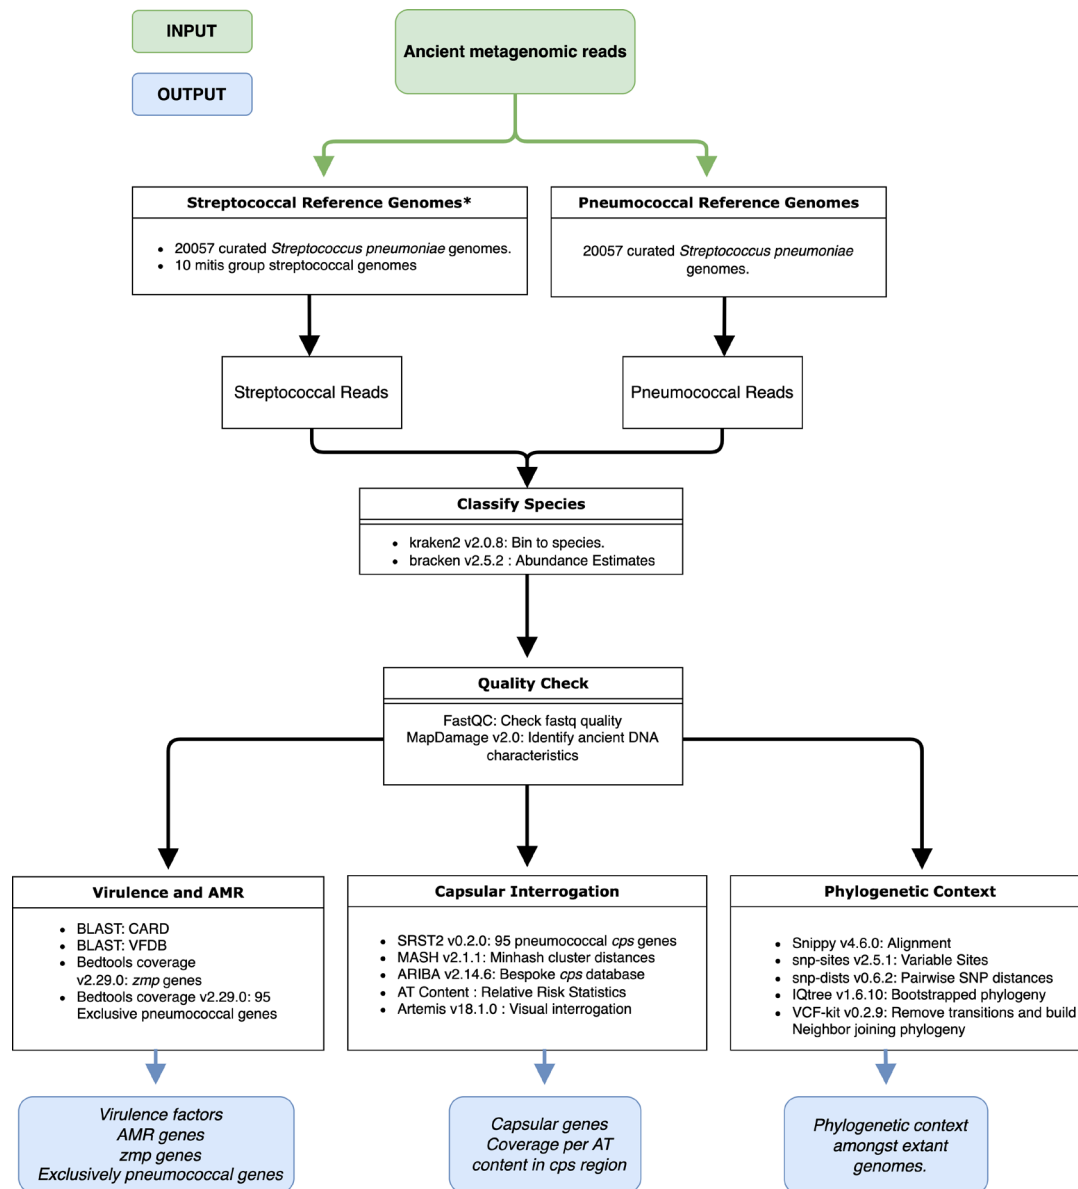 INPUT
OUTPUT
Ancient metagenomic reads
Streptococcal Reference Genomes*
• 20057 curated Streptococcus pneumoniae genomes.
• 10 mitis group streptococcal genomes
Pneumococcal Reference Genomes
20057 curated Streptococcus pneumoniae
genomes.
Streptococcal Reads
Pneumococcal Reads
Classify Species
• kraken2 v2.0.8: Bin to species.
• bracken v2.5.2 : Abundance Estimates
Quality Check
FastQC: Check fastq quality
MapDamage v2.0: Identify ancient DNA
characteristics
Virulence and AMR
• BLAST: CARD
• BLAST: VFDB
• Bedtools coverage
v2.29.0: zmp genes
• Bedtools coverage v2.29.0: 95
Exclusive pneumococcal genes
Capsular Interrogation
• SRST2 v0.2.0: 95 pneumococcal cps genes
• MASH v2.1.1: Minhash cluster distances
• ARIBA v2.14.6: Bespoke cps database
• AT Content : Relative Risk Statistics
• Artemis v18.1.0 : Visual interrogation
Phylogenetic Context
• Snippy v4.6.0: Alignment
• snp-sites v2.5.1: Variable Sites
• snp-dists v0.6.2: Pairwise SNP distances
• IQtree v1.6.10: Bootstrapped phylogeny
• VCF-kit v0.2.9: Remove transitions and build
Neighbor joining phylogeny
Virulence factors
AMR genes
zmp genes
Exclusively pneumococcal genes
Capsular genes
Coverage per AT
content in cps region
Phylogenetic context
amongst extant
genomes.